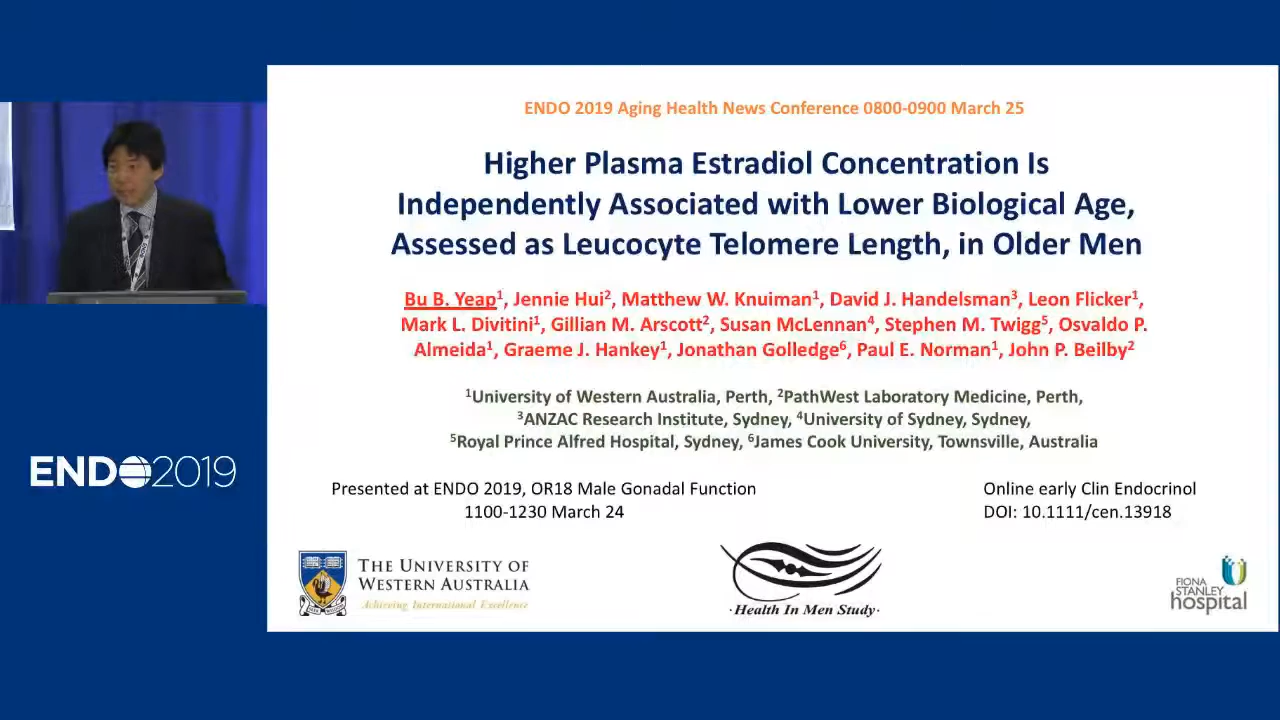 ENDO 2019 Aging Health News Conference 0800-0900 March 25
Higher Plasma Estradiol Concentration Is
Independently Associated with Lower Biological Age,
Assessed as Leucocyte Telomere Length, in Older Men
Bu B. Yeap¹, Jennie Hui², Matthew W. Knuiman¹, David J. Handelsman³, Leon Flicker¹,
Mark L. Divitini¹, Gillian M. Arscott², Susan McLennan⁴, Stephen M. Twigg⁵, Osvaldo P.
Almeida¹, Graeme J. Hankey¹, Jonathan Golledge⁶, Paul E. Norman¹, John P. Beilby²
¹University of Western Australia, Perth, ²PathWest Laboratory Medicine, Perth,
³ANZAC Research Institute, Sydney, ⁴University of Sydney, Sydney,
⁵Royal Prince Alfred Hospital, Sydney, ⁶James Cook University, Townsville, Australia
ENDO2019
Presented at ENDO 2019, OR18 Male Gonadal Function
1100-1230 March 24
Online early Clin Endocrinol
DOI: 10.1111/cen.13918
THE UNIVERSITY OF
WESTERN AUSTRALIA
Achieving International Excellence
·Health In Men Study·
FIONA
STANLEY
hospital